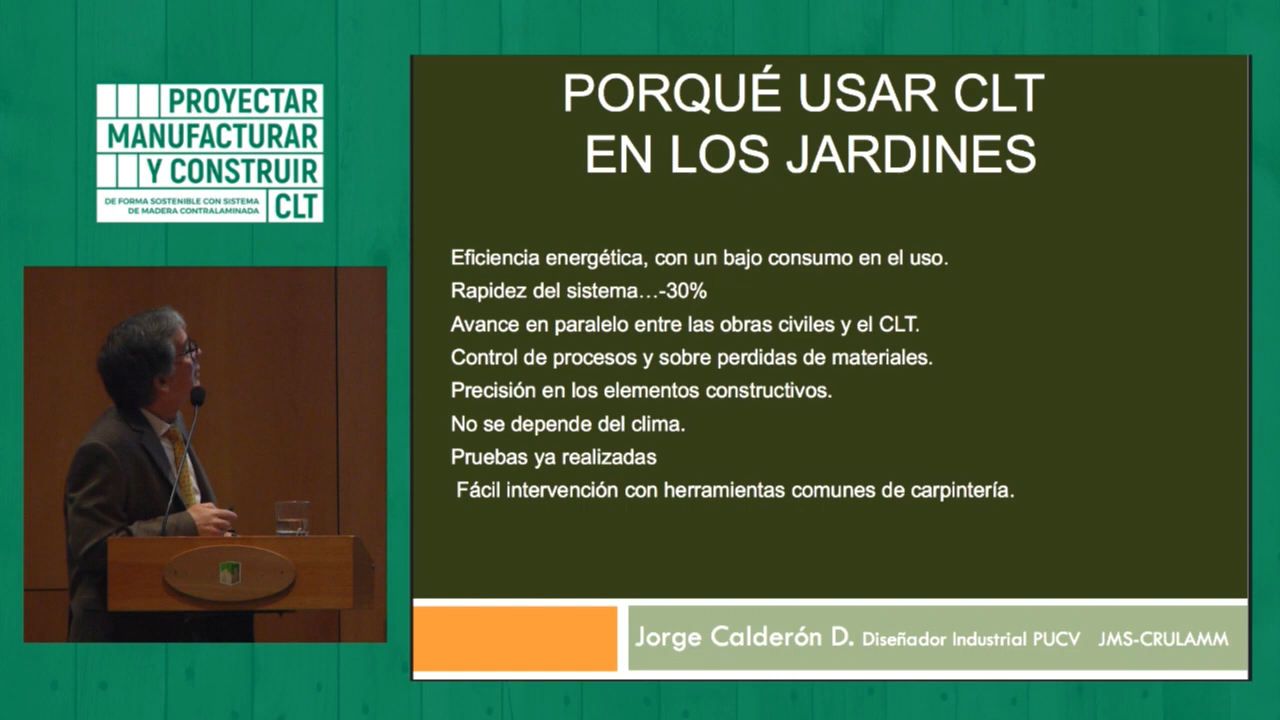 PROYECTAR
MANUFACTURAR
Y CONSTRUIR
DE FORMA SOSTENIBLE CON SISTEMA
DE MADERA CONTRALAMINADA
CLT
PORQUÉ USAR CLT
EN LOS JARDINES
Eficiencia energética, con un bajo consumo en el uso.
Rapidez del sistema…-30%
Avance en paralelo entre las obras civiles y el CLT.
Control de procesos y sobre perdidas de materiales.
Precisión en los elementos constructivos.
No se depende del clima.
Pruebas ya realizadas
Fácil intervención con herramientas comunes de carpintería.
Jorge Calderón D. Diseñador Industrial PUCV JMS-CRULAMM